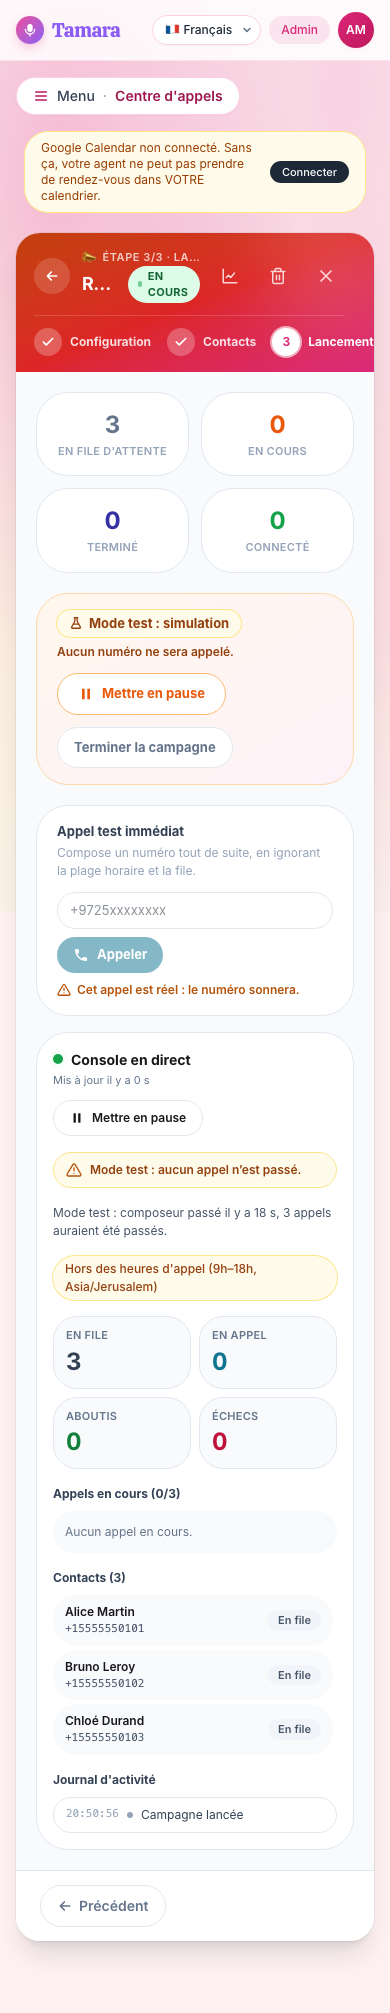 Tamara
Français
Admin
AM
Menu · Centre d'appels
Google Calendar non connecté. Sans
ça, votre agent ne peut pas prendre
de rendez-vous dans VOTRE
calendrier.
Connecter
ÉTAPE 3/3 · LA...
R...
EN
COURS
Configuration
Contacts
3
Lancement
3
EN FILE D'ATTENTE
0
EN COURS
0
TERMINÉ
0
CONNECTÉ
Mode test : simulation
Aucun numéro ne sera appelé.
Mettre en pause
Terminer la campagne
Appel test immédiat
Compose un numéro tout de suite, en ignorant
la plage horaire et la file.
+9725xxxxxxxx
Appeler
Cet appel est réel : le numéro sonnera.
Console en direct
Mis à jour il y a 0 s
Mettre en pause
Mode test : aucun appel n’est passé.
Mode test : composeur passé il y a 18 s, 3 appels
auraient été passés.
Hors des heures d'appel (9h–18h,
Asia/Jerusalem)
EN FILE
3
EN APPEL
0
ABOUTIS
0
ÉCHECS
0
Appels en cours (0/3)
Aucun appel en cours.
Contacts (3)
Alice Martin
+15555550101
En file
Bruno Leroy
+15555550102
En file
Chloé Durand
+15555550103
En file
Journal d'activité
20:50:56 Campagne lancée
Précédent